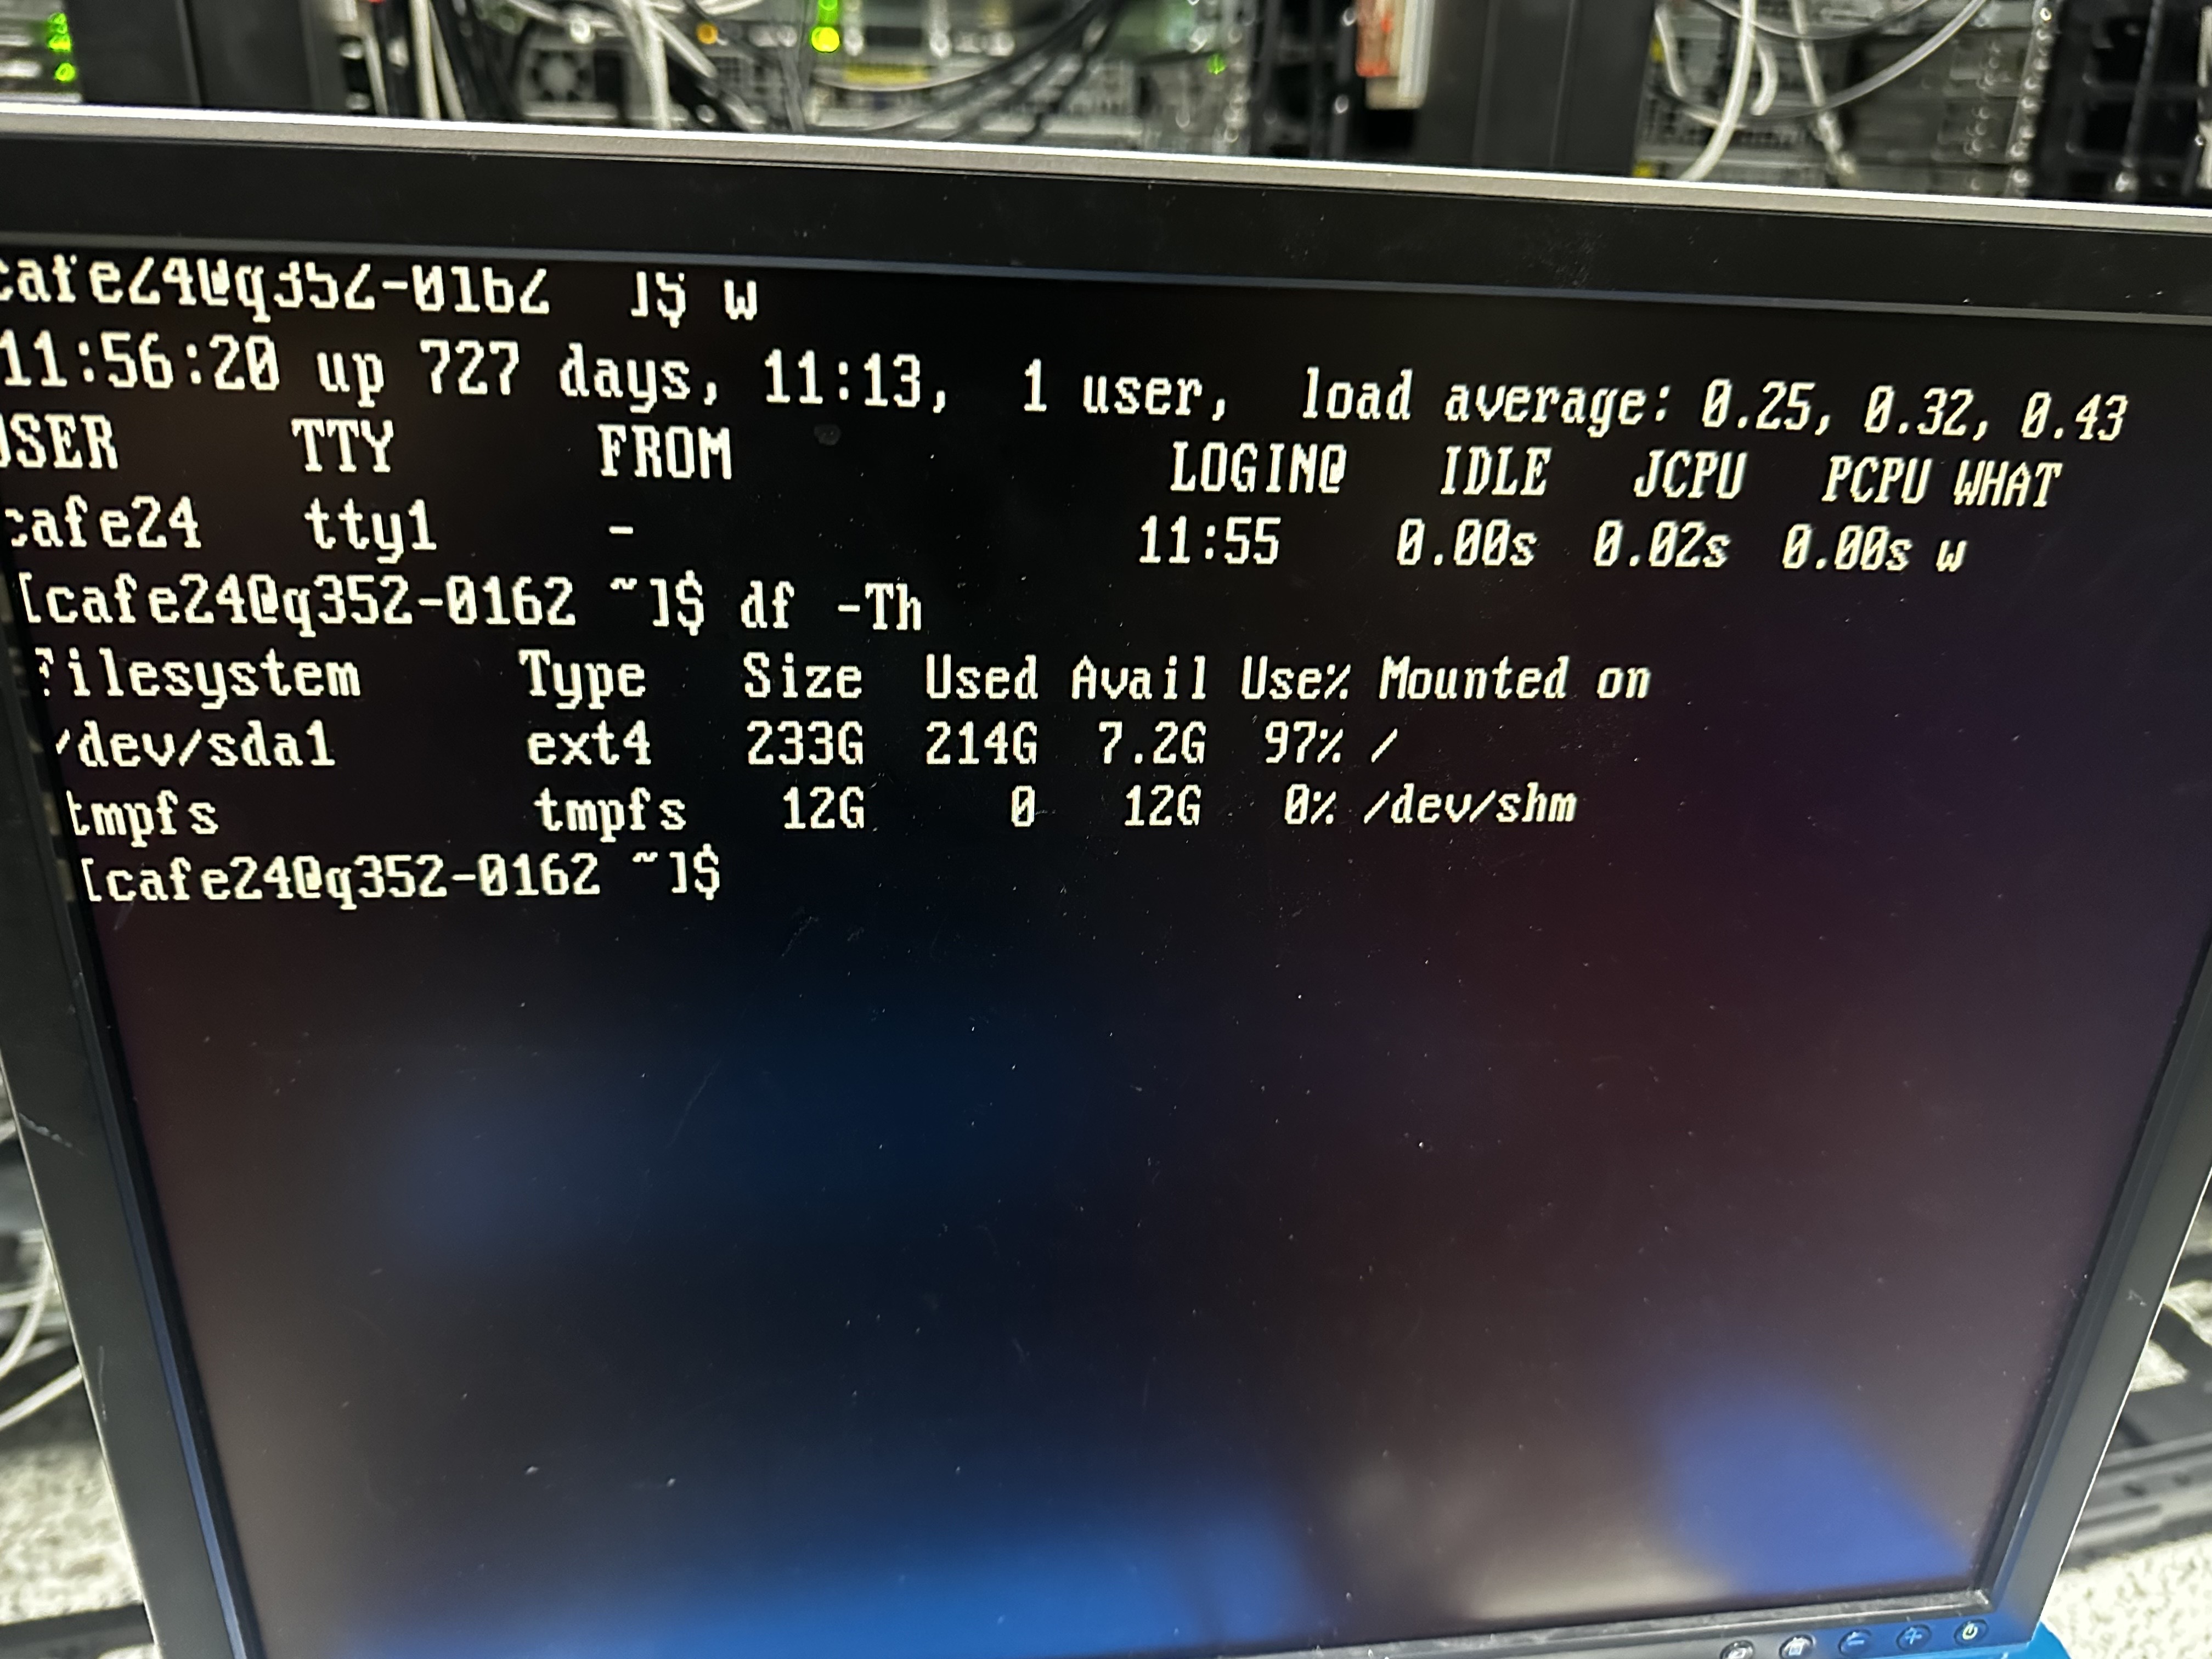 cafe24@q352-0162 ~]$ w
11:56:20 up 727 days, 11:13, 1 user, load average: 0.25, 0.32, 0.43
USER TTY FROM LOGIN@ IDLE JCPU PCPU WHAT
cafe24 tty1 - 11:55 0.00s 0.02s 0.00s w
[cafe24@q352-0162 ~]$ df -Th
Filesystem Type Size Used Avail Use% Mounted on
/dev/sda1 ext4 233G 214G 7.2G 97% /
tmpfs tmpfs 12G 0 12G 0% /dev/shm
[cafe24@q352-0162 ~]$